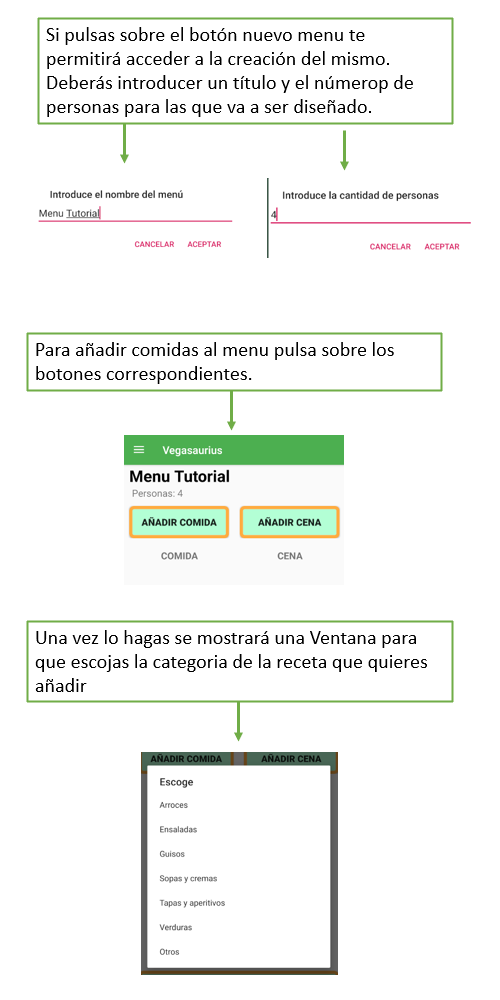 Si pulsas sobre el botón nuevo menu te
permitirá acceder a la creación del mismo.
Deberás introducer un título y el númerop de
personas para las que va a ser diseñado.
Introduce el nombre del menú
Menu Tutorial
CANCELAR ACEPTAR
Introduce la cantidad de personas
4
CANCELAR ACEPTAR
Para añadir comidas al menu pulsa sobre los
botones correspondientes.
Vegasaurius
Menu Tutorial
Personas: 4
AÑADIR COMIDA AÑADIR CENA
COMIDA CENA
Una vez lo hagas se mostrará una Ventana para
que escojas la categoria de la receta que quieres
añadir
AÑADIR COMIDA AÑADIR CENA
Escoge
Arroces
Ensaladas
Guisos
Sopas y cremas
Tapas y aperitivos
Verduras
Otros